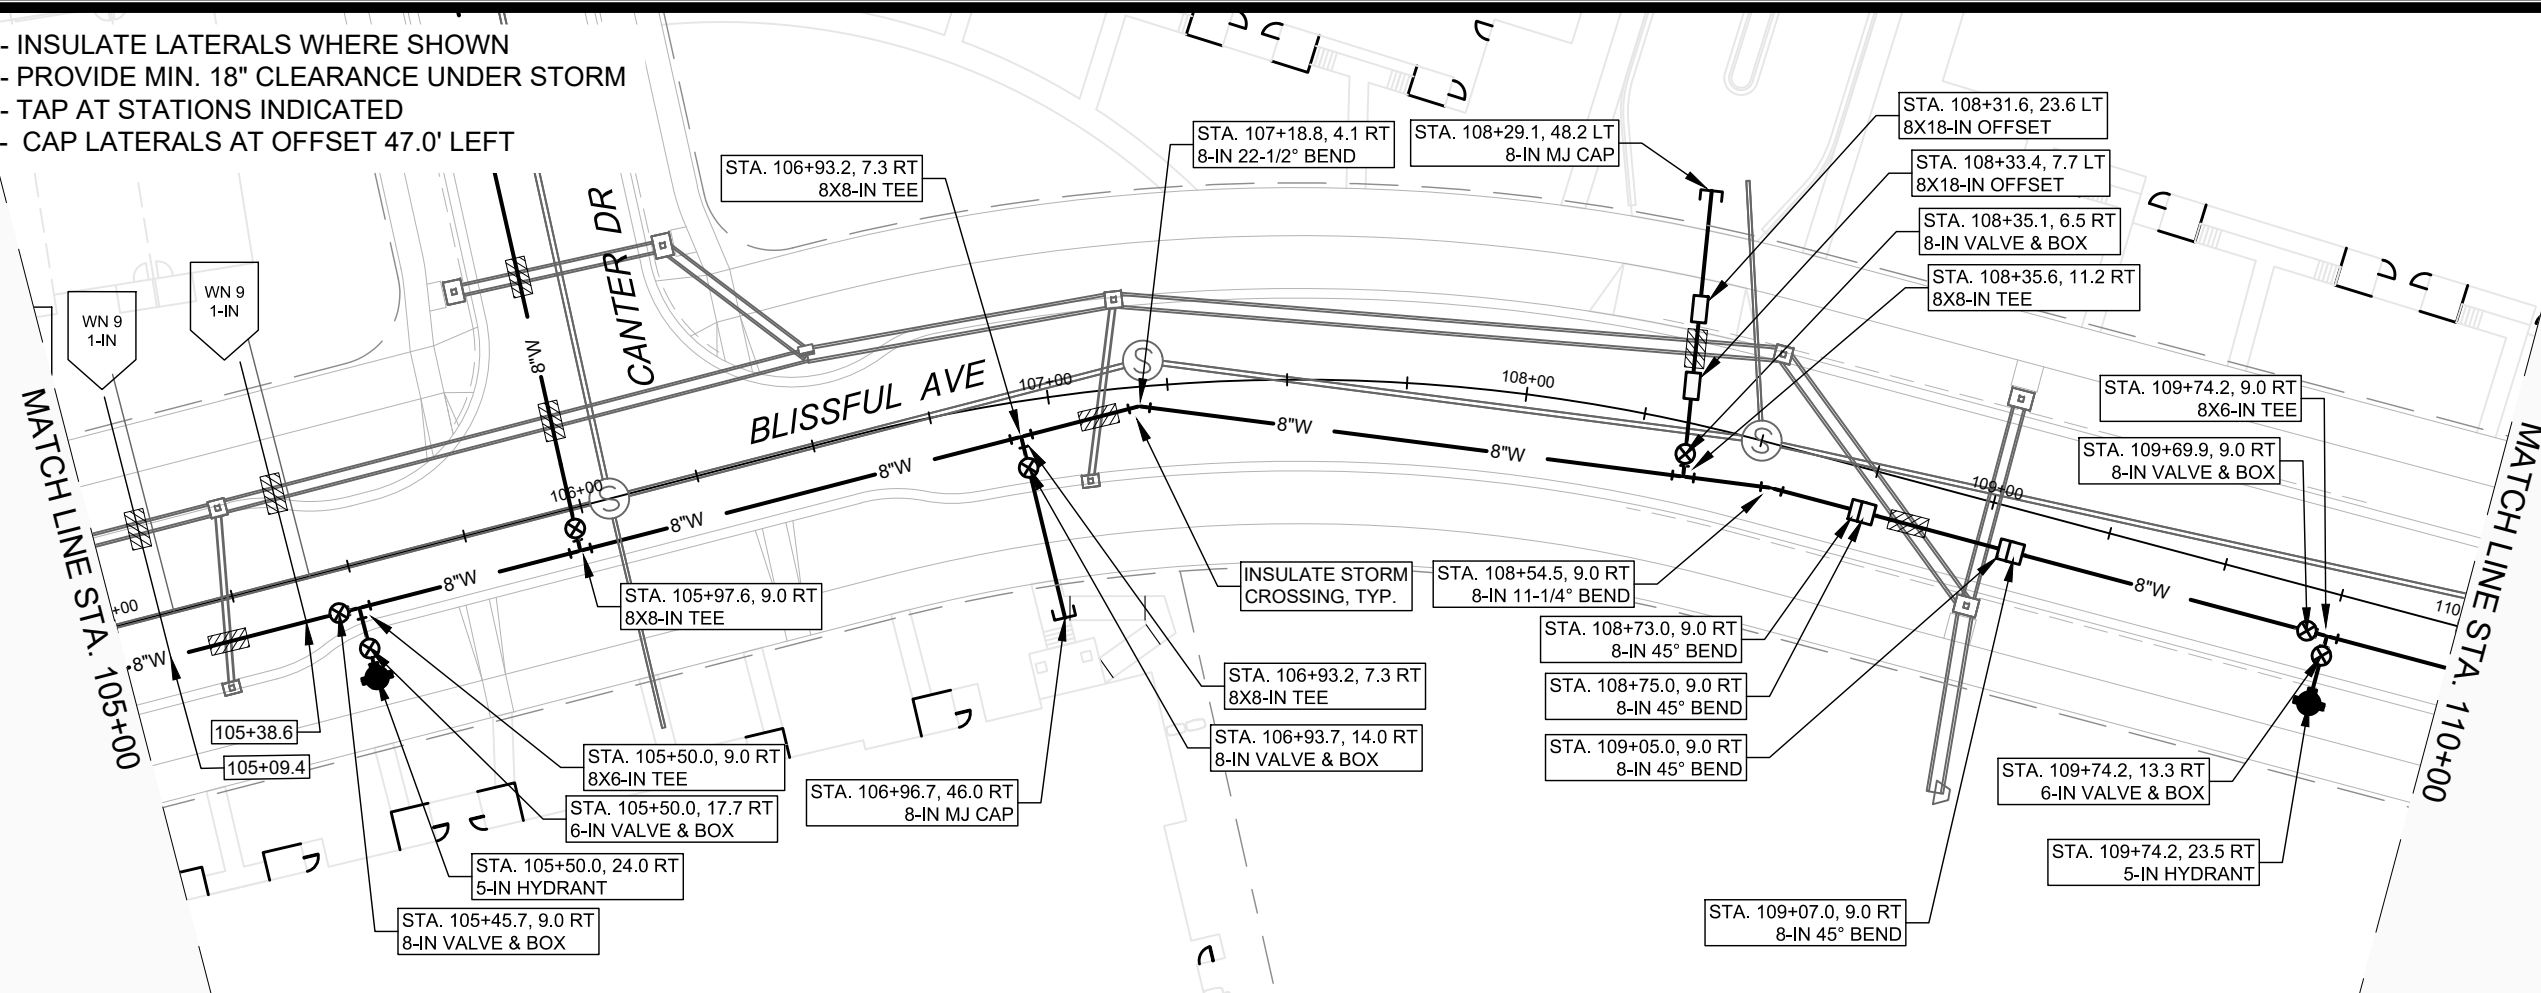 - INSULATE LATERALS WHERE SHOWN
- PROVIDE MIN. 18" CLEARANCE UNDER STORM
- TAP AT STATIONS INDICATED
- CAP LATERALS AT OFFSET 47.0' LEFT
STA. 106+93.2, 7.3 RT
8X8-IN TEE
STA. 107+18.8, 4.1 RT
8-IN 22-1/2° BEND
STA. 108+29.1, 48.2 LT
8-IN MJ CAP
STA. 108+31.6, 23.6 LT
8X18-IN OFFSET
STA. 108+33.4, 7.7 LT
8X18-IN OFFSET
STA. 108+35.1, 6.5 RT
8-IN VALVE & BOX
STA. 108+35.6, 11.2 RT
8X8-IN TEE
STA. 109+74.2, 9.0 RT
8X6-IN TEE
STA. 109+69.9, 9.0 RT
8-IN VALVE & BOX
WN 9
1-IN
WN 9
1-IN
CANTER DR
BLISSFUL AVE
8"W
8"W
8"W
8"W
8"W
8"W
8"W
8"W
+00
106+00
107+00
108+00
109+00
110
MATCH LINE STA. 105+00
MATCH LINE STA. 110+00
105+38.6
105+09.4
STA. 105+97.6, 9.0 RT
8X8-IN TEE
INSULATE STORM
CROSSING, TYP.
STA. 108+54.5, 9.0 RT
8-IN 11-1/4° BEND
STA. 108+73.0, 9.0 RT
8-IN 45° BEND
STA. 108+75.0, 9.0 RT
8-IN 45° BEND
STA. 109+05.0, 9.0 RT
8-IN 45° BEND
STA. 106+93.2, 7.3 RT
8X8-IN TEE
STA. 106+93.7, 14.0 RT
8-IN VALVE & BOX
STA. 105+50.0, 9.0 RT
8X6-IN TEE
STA. 105+50.0, 17.7 RT
6-IN VALVE & BOX
STA. 106+96.7, 46.0 RT
8-IN MJ CAP
STA. 105+50.0, 24.0 RT
5-IN HYDRANT
STA. 105+45.7, 9.0 RT
8-IN VALVE & BOX
STA. 109+74.2, 13.3 RT
6-IN VALVE & BOX
STA. 109+74.2, 23.5 RT
5-IN HYDRANT
STA. 109+07.0, 9.0 RT
8-IN 45° BEND
S
S
S